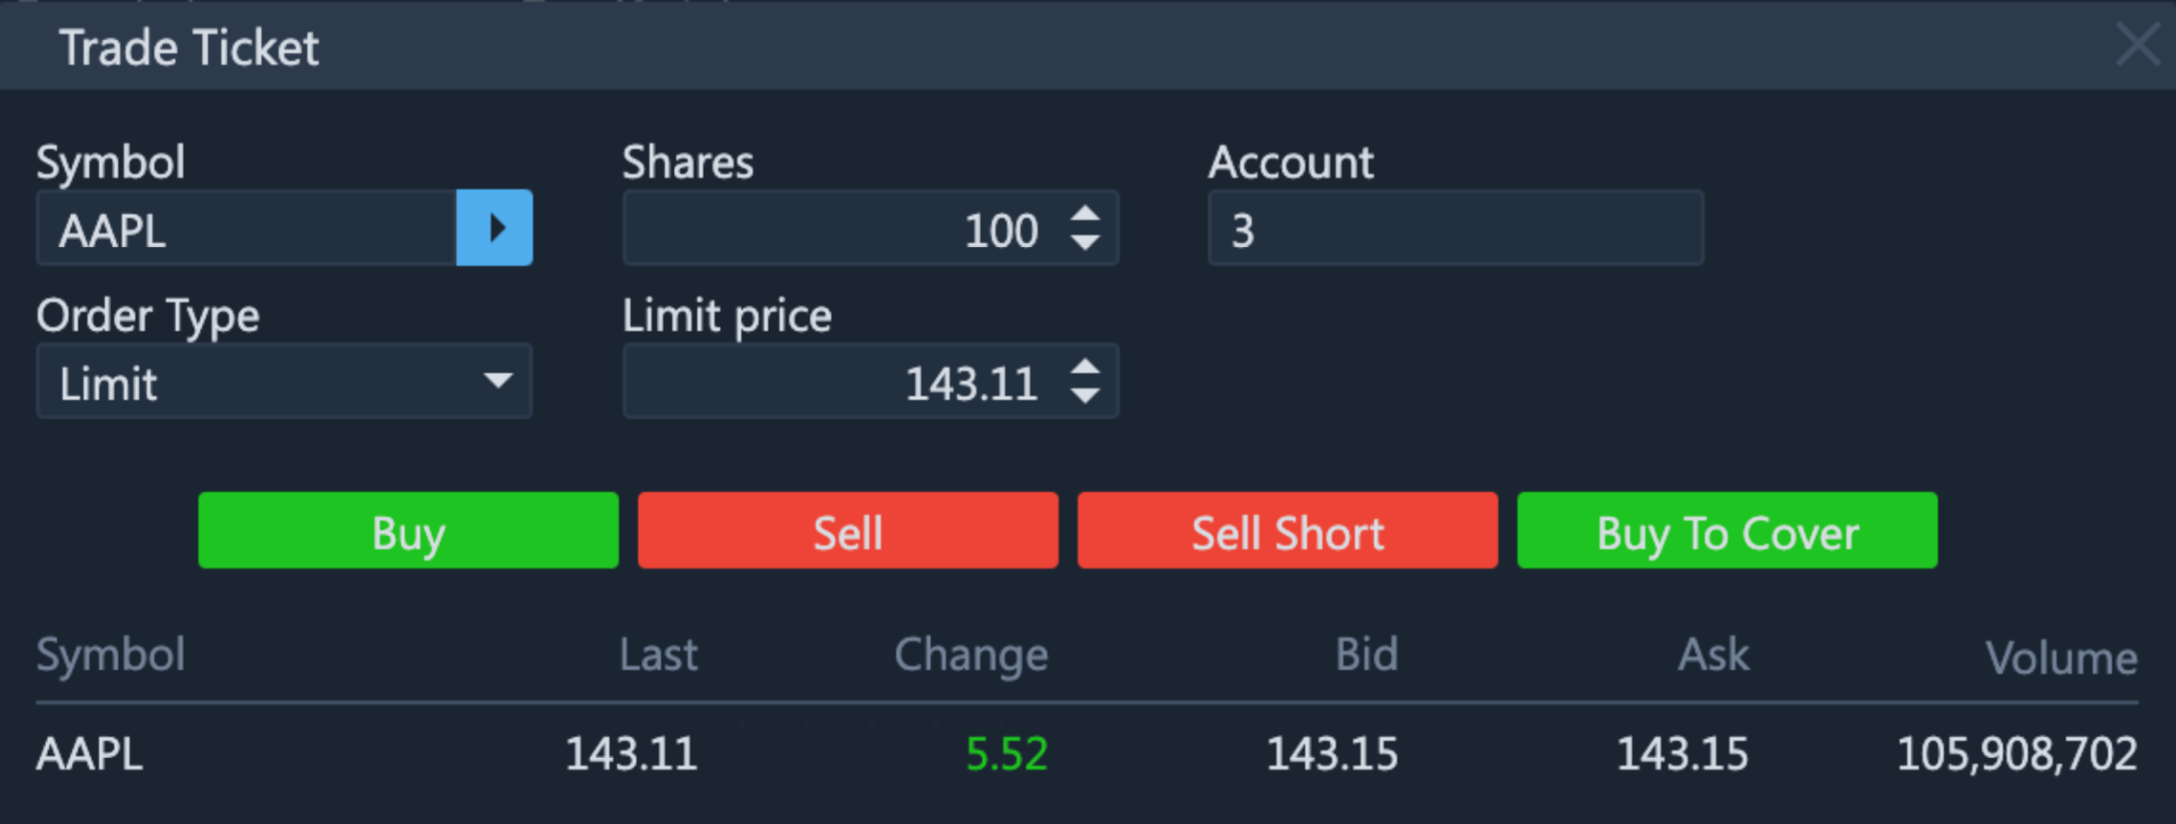 Trade Ticket
Symbol Shares Account
AAPL 100 3
Order Type Limit price
Limit 143.11
Buy Sell Sell Short Buy To Cover
Symbol Last Change Bid Ask Volume
AAPL 143.11 5.52 143.15 143.15 105,908,702